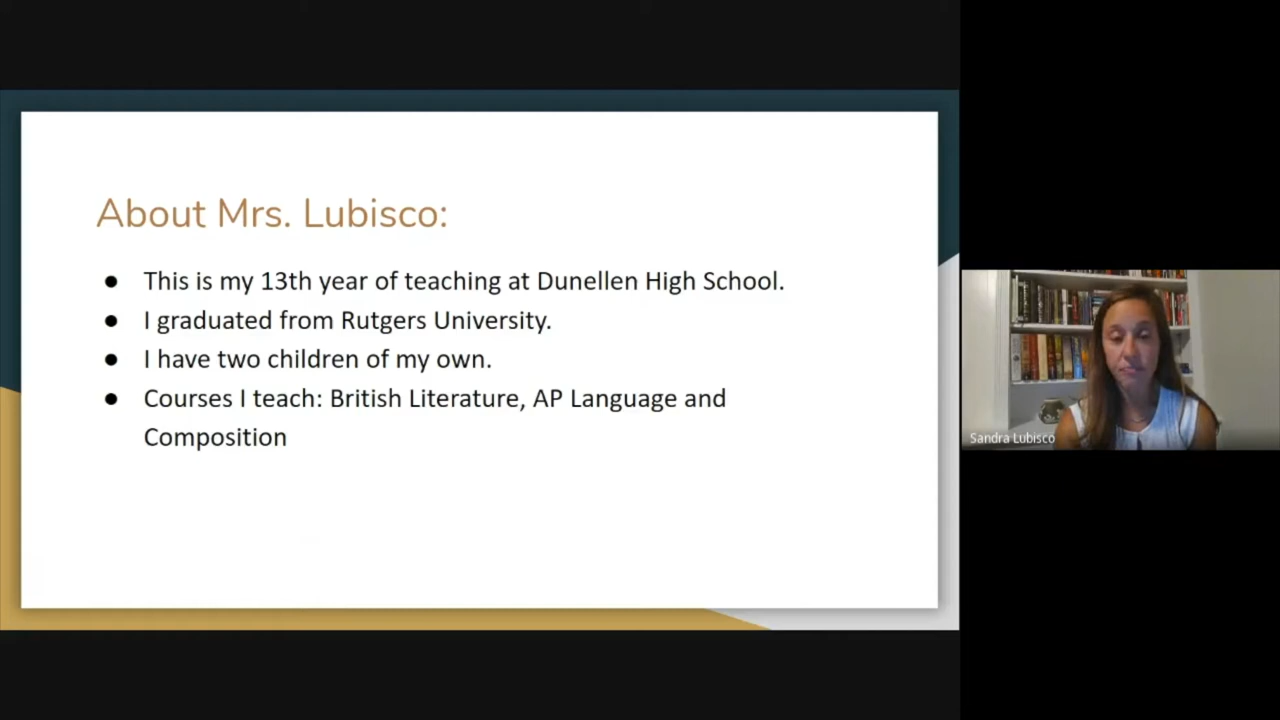 About Mrs. Lubisco:
● This is my 13th year of teaching at Dunellen High School.
● I graduated from Rutgers University.
● I have two children of my own.
● Courses I teach: British Literature, AP Language and
Composition
Sandra Lubisco